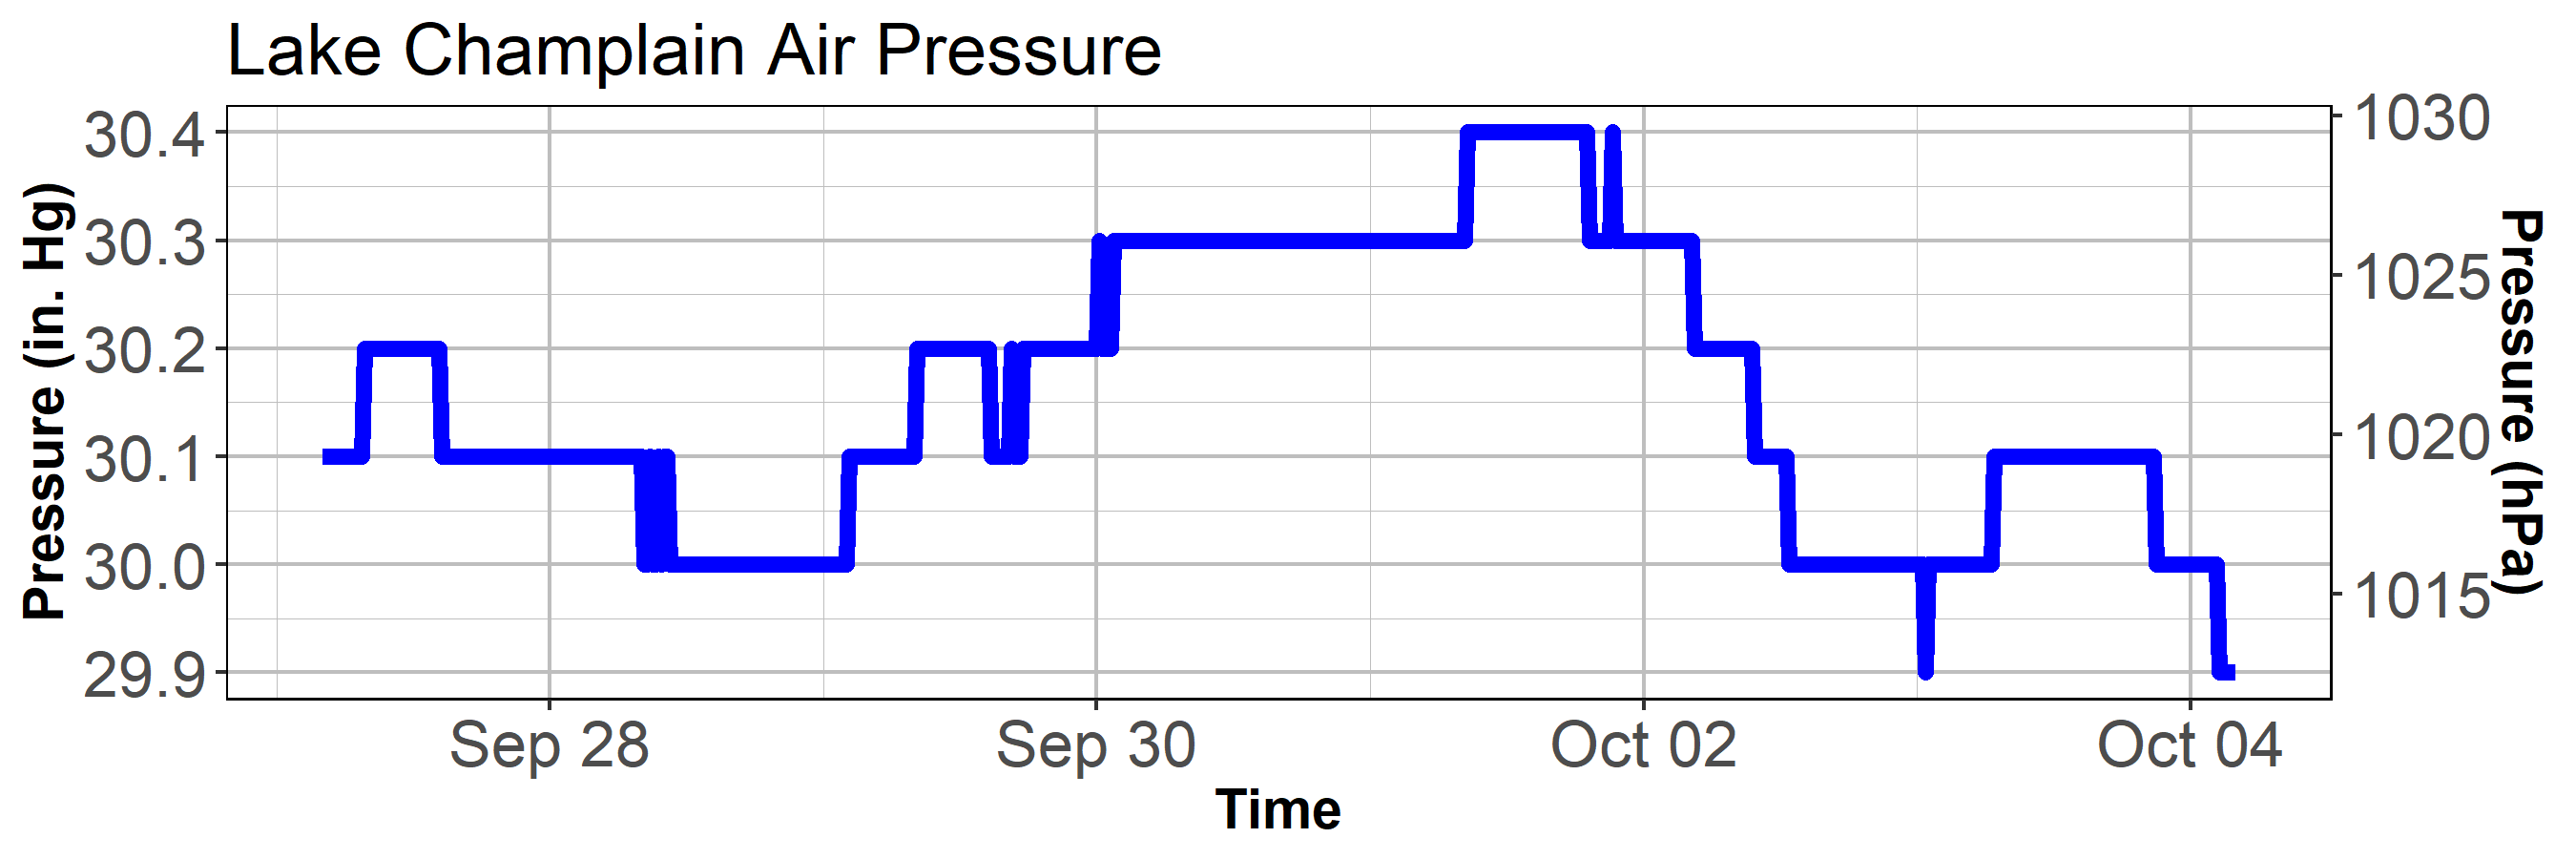 Lake Champlain Air Pressure
Pressure (in. Hg)
30.4
30.3
30.2
30.1
30.0
29.9
1030
1025
1020
1015
Pressure (hPa)
Sep 28
Sep 30
Oct 02
Oct 04
Time